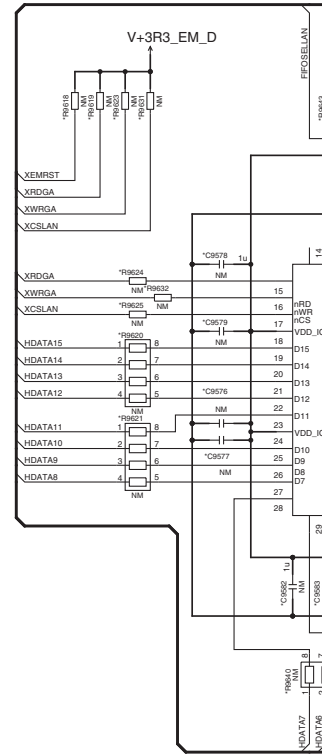 V+3R3_EM_D
FIFOSELLAN
*R9618
NM
*R9619
NM
*R9623
NM
*R9631
NM
XEMRST
XRDGA
XWRGA
XCSLAN
*C9578
1u
NM
14
XRDGA
*R9624
NM
XWRGA
*R9632
NM
XCSLAN
*R9625
NM
15
nRD
16
nWR
nCS
*C9579
NM
17
VDD_IO
*R9620
HDATA15
1
8
18
D15
HDATA14
2
7
19
D14
HDATA13
3
6
20
D13
HDATA12
4
5
*C9576
21
D12
NM
NM
22
D11
*R9621
HDATA11
1
8
23
VDD_IO
HDATA10
2
7
24
D10
HDATA9
3
6
*C9577
25
D9
D8
HDATA8
4
5
NM
26
D7
NM
27
28
29
1u
*C9582
NM
*C9583
*R9640
NM
8
7
1
2
HDATA7
HDATA6